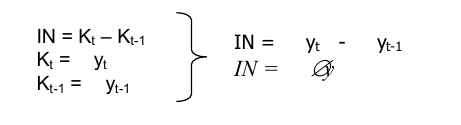 IN = Kₜ – Kₜ₋₁
Kₜ = yₜ
Kₜ₋₁ = yₜ₋₁
IN = yₜ - yₜ₋₁
IN =